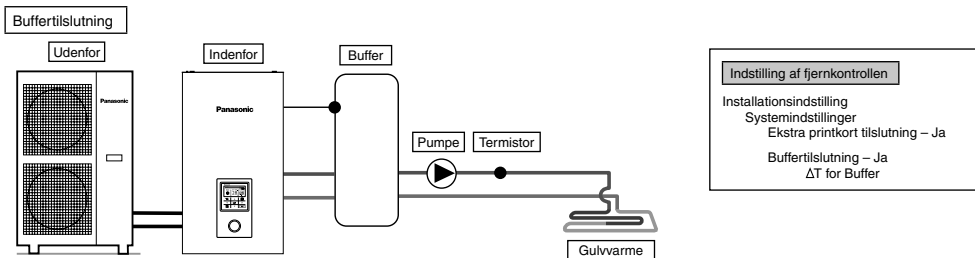 Buffertilslutning
Udenfor
Indenfor
Buffer
Panasonic
Panasonic
Pumpe
Termistor
Gulvvarme
Indstilling af fjernkontrollen
Installationsindstilling
Systemindstillinger
Ekstra printkort tilslutning – Ja
Buffertilslutning – Ja
ΔT for Buffer